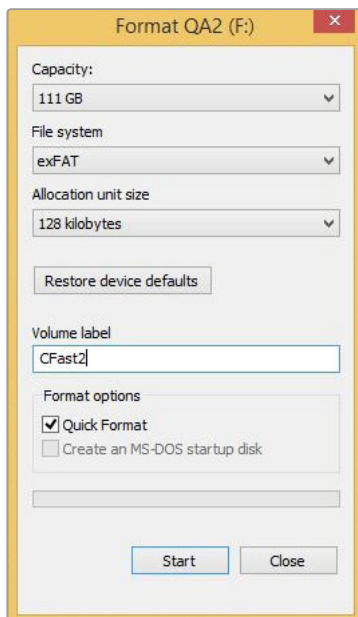 Format QA2 (F:)
Capacity:
111 GB
File system
exFAT
Allocation unit size
128 kilobytes
Restore device defaults
Volume label
CFast2
Format options
Quick Format
Create an MS-DOS startup disk
Start
Close